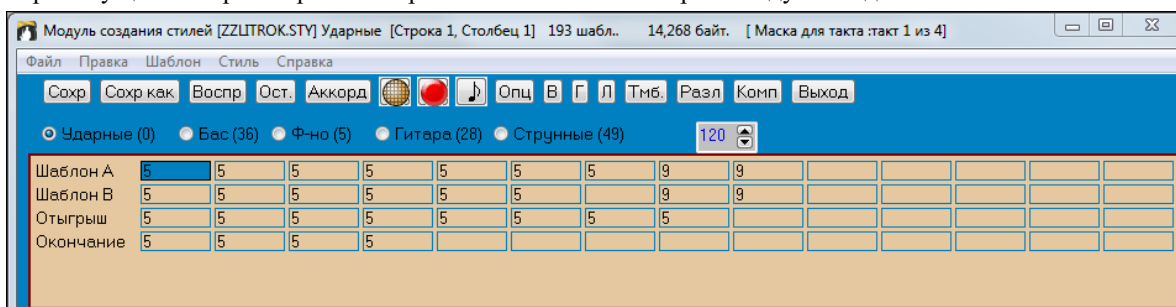 Модуль создания стилей [ZZLITROK.STY] Ударные [Строка 1, Столбец 1] 193 шабл.. 14,268 байт. [ Маска для такта :такт 1 из 4]
Файл Правка Шаблон Стиль Справка
Сохр Сохр как Воспр Ост. Аккорд Опц В Г Л Тмб. Разл Комп Выход
Ударные (0) Бас (36) Ф-но (5) Гитара (28) Струнные (49) 120
Шаблон A 5 5 5 5 5 5 5 9 9
Шаблон B 5 5 5 5 5 5 9 9
Отыгрыш 5 5 5 5 5 5 5 5
Окончание 5 5 5 5